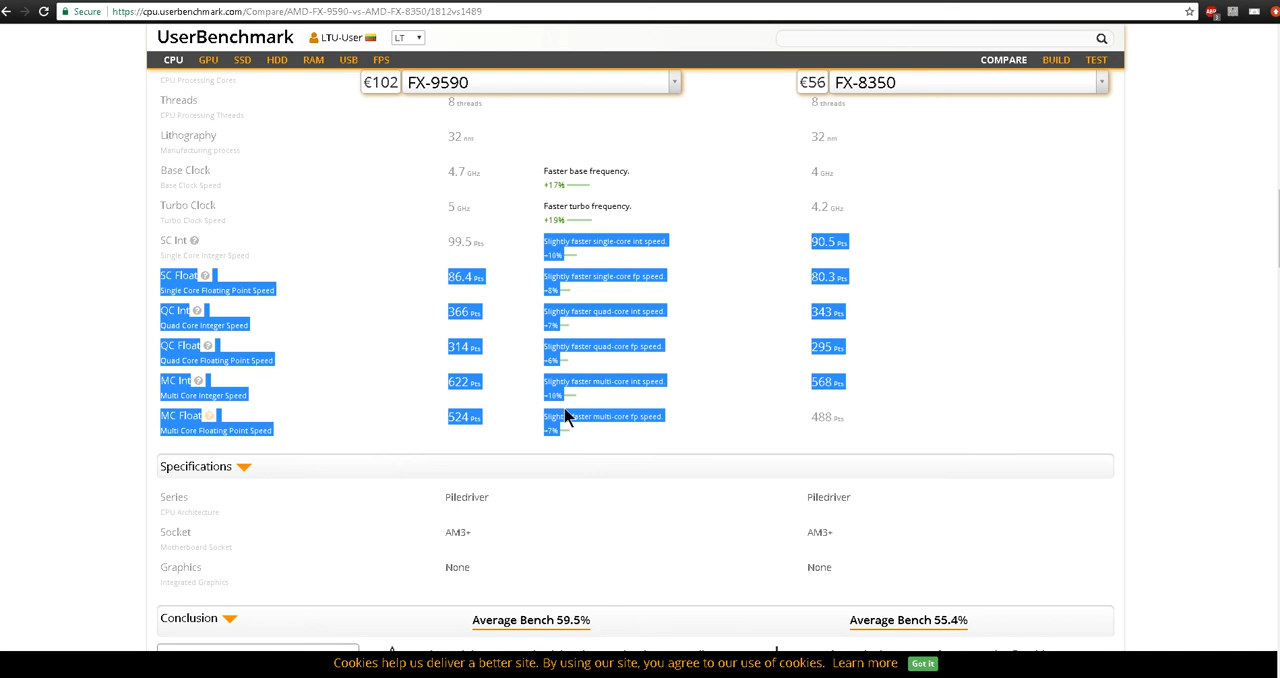 Secure https://cpu.userbenchmark.com/Compare/AMD-FX-9590-vs-AMD-FX-8350/1812vs1489
UserBenchmark LTU-User LT
CPU GPU SSD HDD RAM USB FPS COMPARE BUILD TEST
CPU Processing Cores €102 FX-9590 €56 FX-8350
Threads 8 threads 8 threads
CPU Processing Threads
Lithography 32 nm 32 nm
Manufacturing process
Base Clock 4.7 GHz Faster base frequency. 4 GHz
Base Clock Speed +17%
Turbo Clock 5 GHz Faster turbo frequency. 4.2 GHz
Turbo Clock Speed +19%
SC Int 99.5 Pts Slightly faster single-core int speed. 90.5 Pts
Single Core Integer Speed +10%
SC Float 86.4 Pts Slightly faster single-core fp speed. 80.3 Pts
Single Core Floating Point Speed +8%
QC Int 366 Pts Slightly faster quad-core int speed. 343 Pts
Quad Core Integer Speed +7%
QC Float 314 Pts Slightly faster quad-core fp speed. 295 Pts
Quad Core Floating Point Speed +6%
MC Int 622 Pts Slightly faster multi-core int speed. 568 Pts
Multi Core Integer Speed +10%
MC Float 524 Pts faster multi-core fp speed. 488 Pts
Multi Core Floating Point Speed +7%
Specifications
Series Piledriver Piledriver
CPU Architecture
Socket AM3+ AM3+
Motherboard Socket
Graphics None None
Integrated Graphics
Conclusion Average Bench 59.5% Average Bench 55.4%
Cookies help us deliver a better site. By using our site, you agree to our use of cookies. Learn more Got it